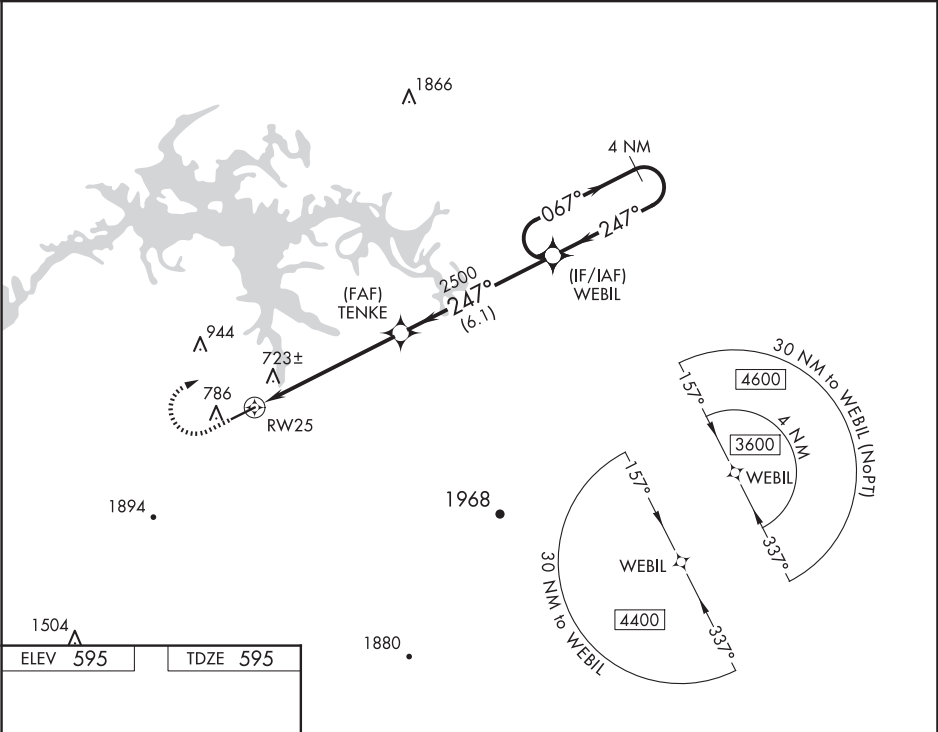 1866
4 NM
067°
247°
(IF/IAF)
WEBIL
2500
247°
(6.1)
(FAF)
TENKE
944
723±
786
RW25
30 NM to WEBIL (NoPT)
4600
157°
4 NM
3600
WEBIL
337°
157°
1894
1968
WEBIL
30 NM to WEBIL
4400
337°
1504
1880
ELEV 595
TDZE 595